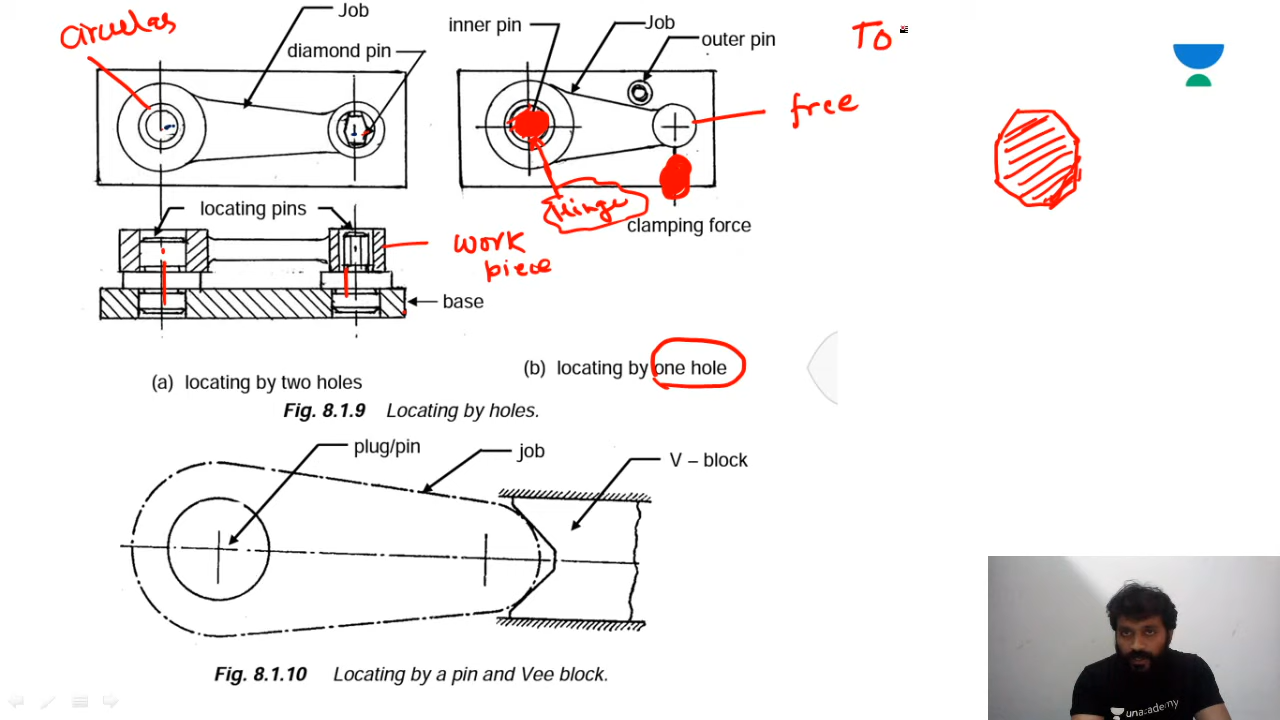 circulas
Job
diamond pin
inner pin
Job
outer pin
TO
free
Hinge
clamping force
locating pins
work
piece
base
(a) locating by two holes
(b) locating by one hole
Fig. 8.1.9 Locating by holes.
plug/pin
job
V – block
Fig. 8.1.10 Locating by a pin and Vee block.
unacademy